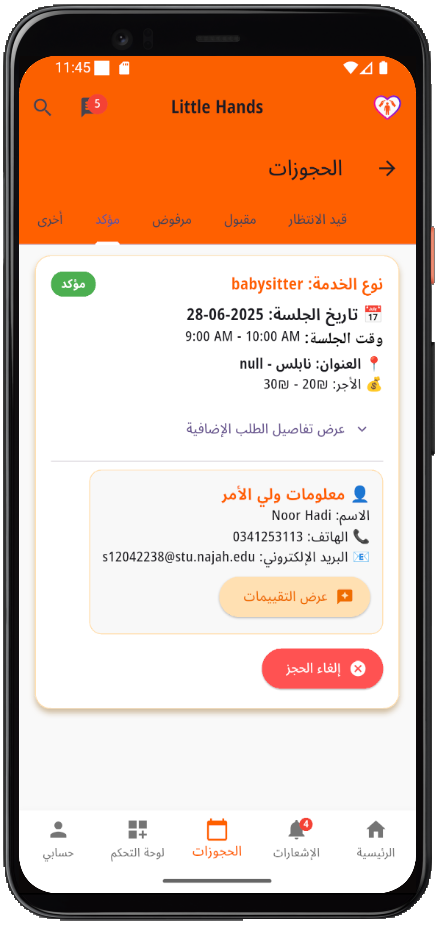 11:45
5
Little Hands
الحجوزات
قيد الانتظار
مقبول
مرفوض
مؤكد
أخرى
نوع الخدمة: babysitter
مؤكد
📅 تاريخ الجلسة: 2025-06-28
وقت الجلسة: 9:00 AM - 10:00 AM
📍 العنوان: نابلس - null
💰 الأجر: ₪20 - ₪30
عرض تفاصيل الطلب الإضافية
👤 معلومات ولي الأمر
الاسم: Noor Hadi
📞 الهاتف: 0341253113
📧 البريد الإلكتروني: s12042238@stu.najah.edu
عرض التقييمات
إلغاء الحجز
4
الرئيسية
الإشعارات
الحجوزات
لوحة التحكم
حسابي